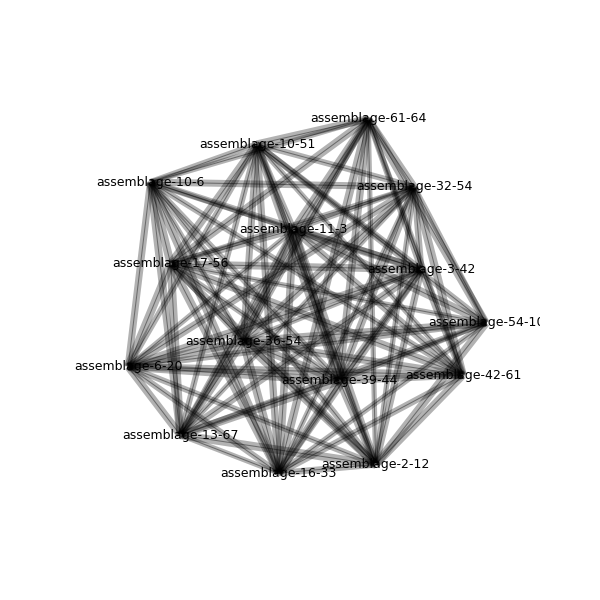 assemblage-61-64
assemblage-10-51
assemblage-10-6
assemblage-32-54
assemblage-11-3
assemblage-17-56
assemblage-3-42
assemblage-54-10
assemblage-36-54
assemblage-6-20
assemblage-42-61
assemblage-39-44
assemblage-13-67
assemblage-2-12
assemblage-16-33